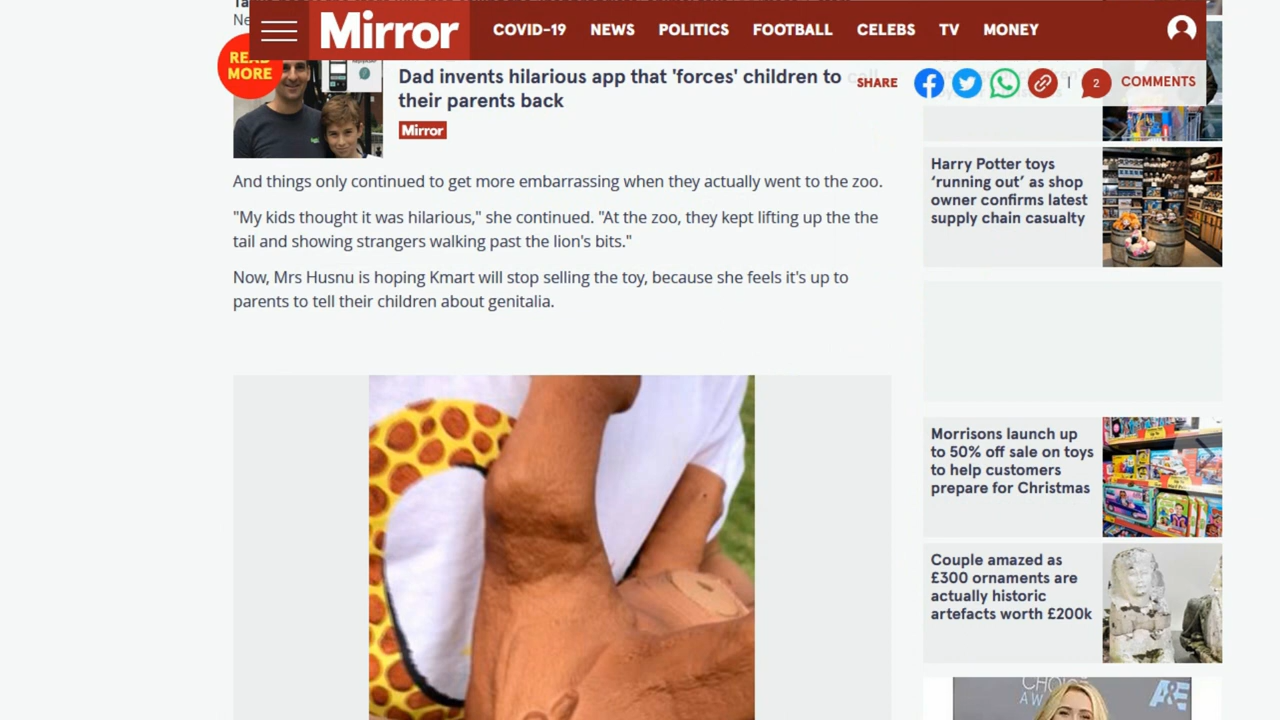 Mirror
COVID-19 NEWS POLITICS FOOTBALL CELEBS TV MONEY
READ
MORE
Dad invents hilarious app that 'forces' children to call
their parents back
Mirror
SHARE
2 COMMENTS
And things only continued to get more embarrassing when they actually went to the zoo.
"My kids thought it was hilarious," she continued. "At the zoo, they kept lifting up the the
tail and showing strangers walking past the lion's bits."
Now, Mrs Husnu is hoping Kmart will stop selling the toy, because she feels it's up to
parents to tell their children about genitalia.
Harry Potter toys
‘running out’ as shop
owner confirms latest
supply chain casualty
Morrisons launch up
to 50% off sale on toys
to help customers
prepare for Christmas
Couple amazed as
£300 ornaments are
actually historic
artefacts worth £200k
CHOICE
AW
A&E